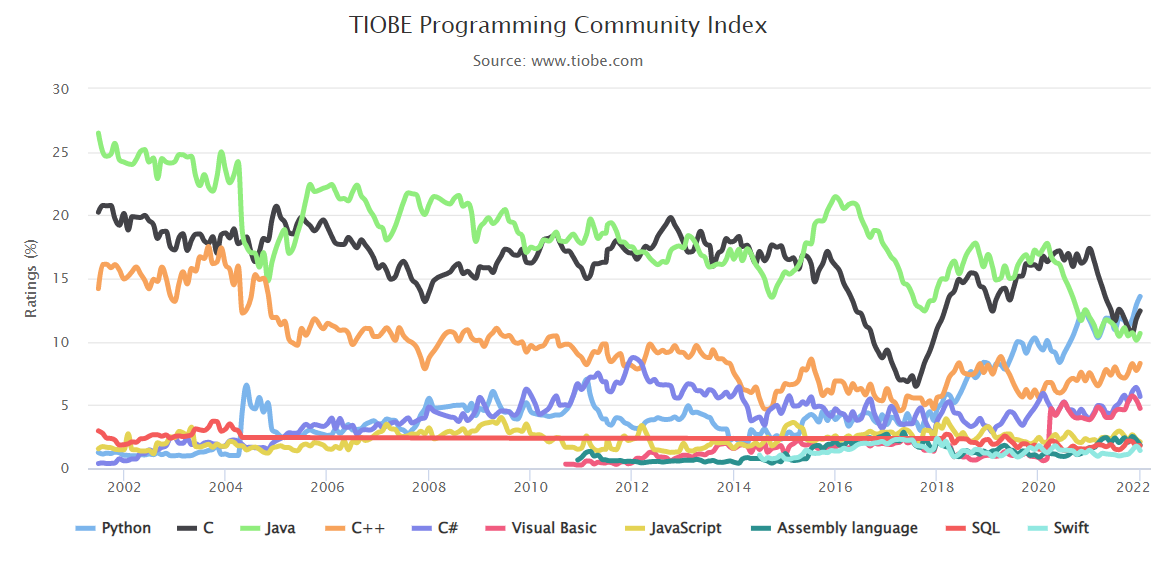 TIOBE Programming Community Index
Source: www.tiobe.com
Ratings (%)
30
25
20
15
10
5
0
2002 2004 2006 2008 2010 2012 2014 2016 2018 2020 2022
Python C Java C++ C# Visual Basic JavaScript Assembly language SQL Swift